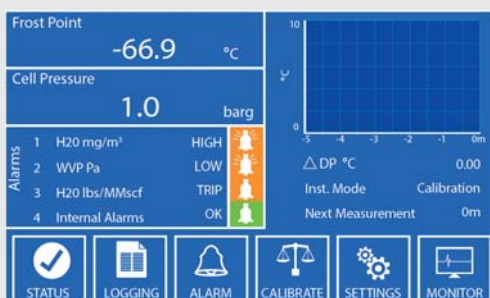 Frost Point
-66.9 °C
Cell Pressure
1.0 barg
Alarms
1 H20 mg/m³ HIGH
2 WVP Pa LOW
3 H20 lbs/MMscf TRIP
4 Internal Alarms OK
10
°C
0
-5 -4 -3 -2 -1 0m
△ DP °C 0.00
Inst. Mode Calibration
Next Measurement 0m
STATUS LOGGING ALARM CALIBRATE SETTINGS MONITOR